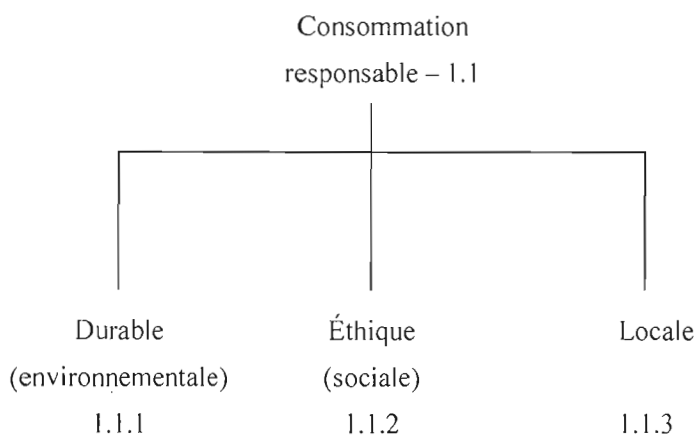 Consommation
responsable – 1.1
Durable
Éthique
Locale
(environnementale)
(sociale)
1.1.1
1.1.2
1.1.3